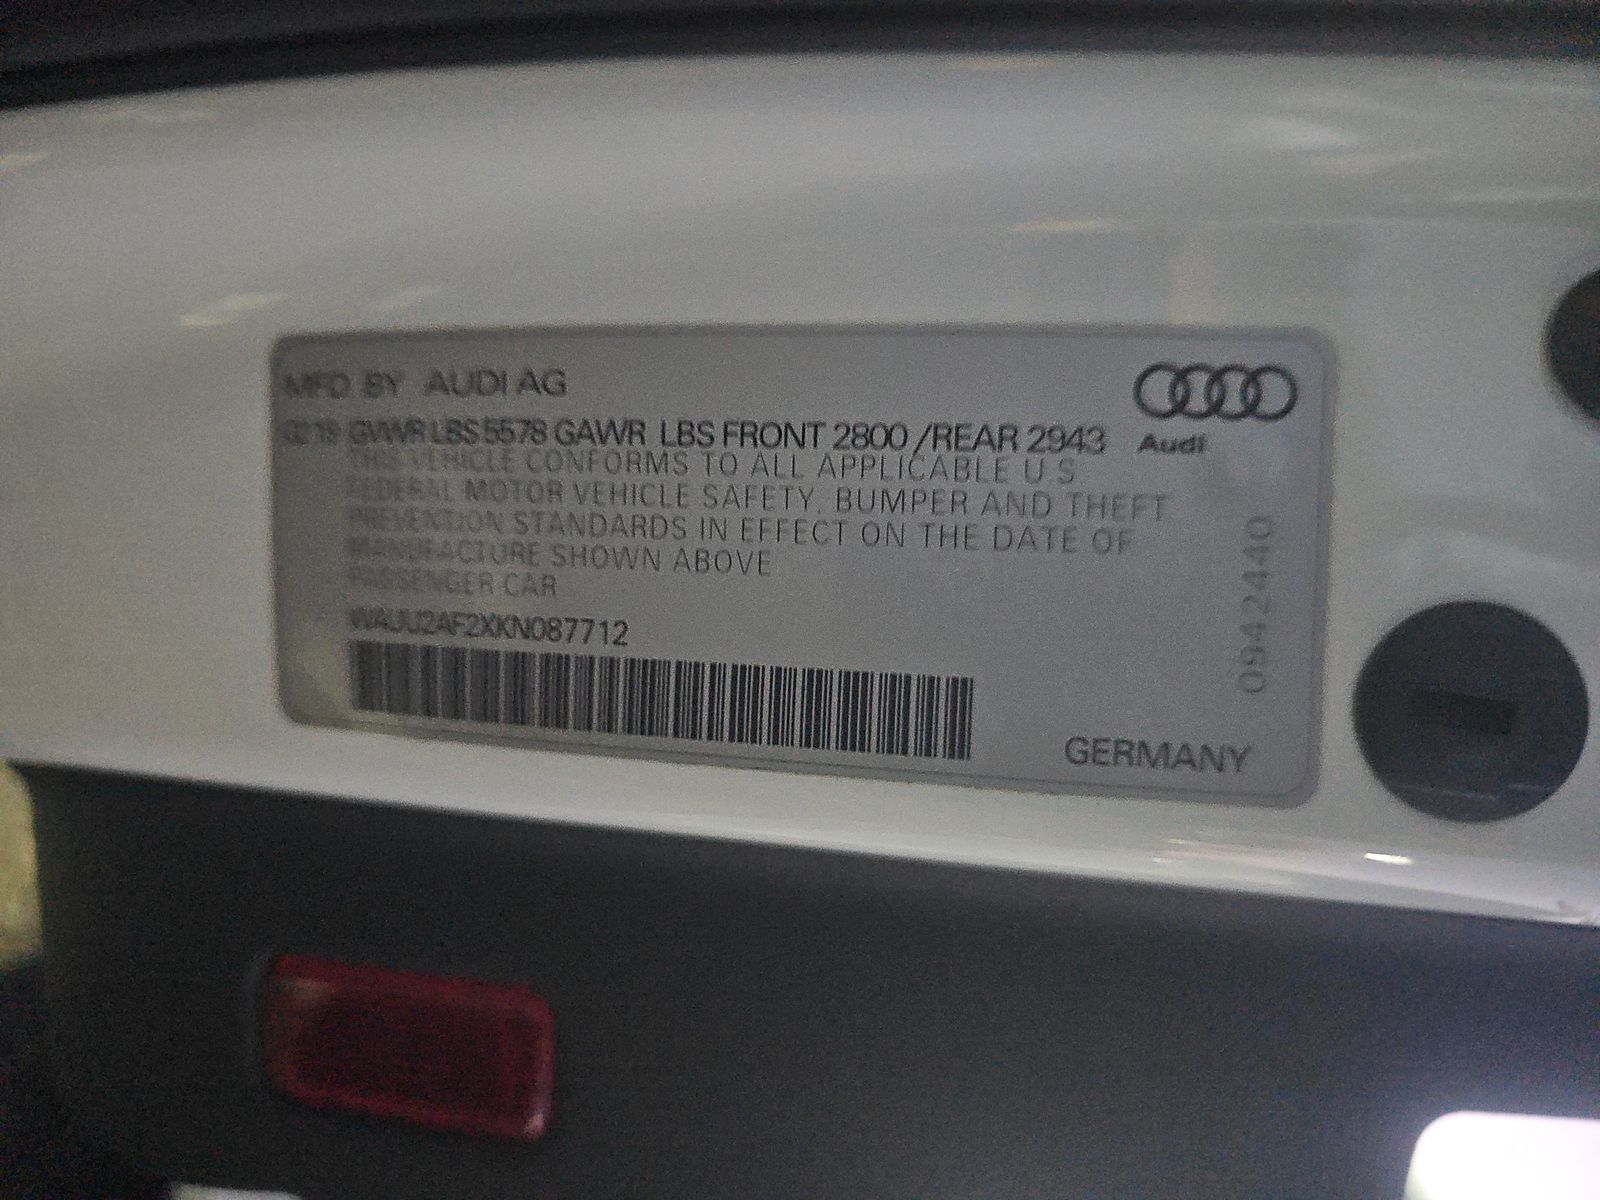 MFD BY AUDI AG
02 19 GVWR LBS 5578 GAWR LBS FRONT 2800 /REAR 2943
Audi
THIS VEHICLE CONFORMS TO ALL APPLICABLE U S
FEDERAL MOTOR VEHICLE SAFETY, BUMPER AND THEFT
PREVENTION STANDARDS IN EFFECT ON THE DATE OF
MANUFACTURE SHOWN ABOVE
PASSENGER CAR
WAUU2AF2XKN087712
0942440
GERMANY